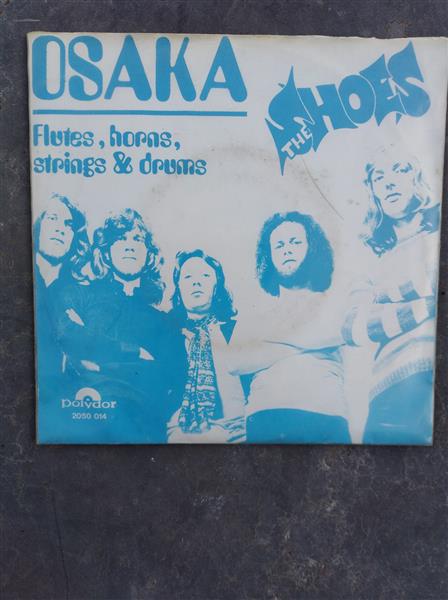 OSAKA
THE SHOES
Flutes, horns,
strings & drums
polydor
2050 014